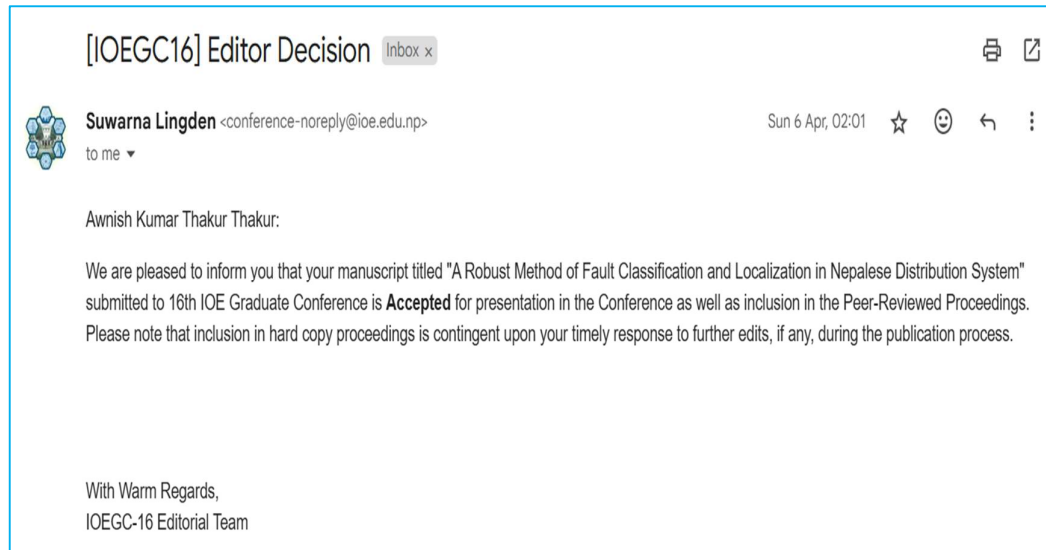 [IOEGC16] Editor Decision Inbox ×
Suwarna Lingden <conference-noreply@ioe.edu.np> Sun 6 Apr, 02:01
to me
Awnish Kumar Thakur Thakur:
We are pleased to inform you that your manuscript titled "A Robust Method of Fault Classification and Localization in Nepalese Distribution System"
submitted to 16th IOE Graduate Conference is Accepted for presentation in the Conference as well as inclusion in the Peer-Reviewed Proceedings.
Please note that inclusion in hard copy proceedings is contingent upon your timely response to further edits, if any, during the publication process.
With Warm Regards,
IOEGC-16 Editorial Team